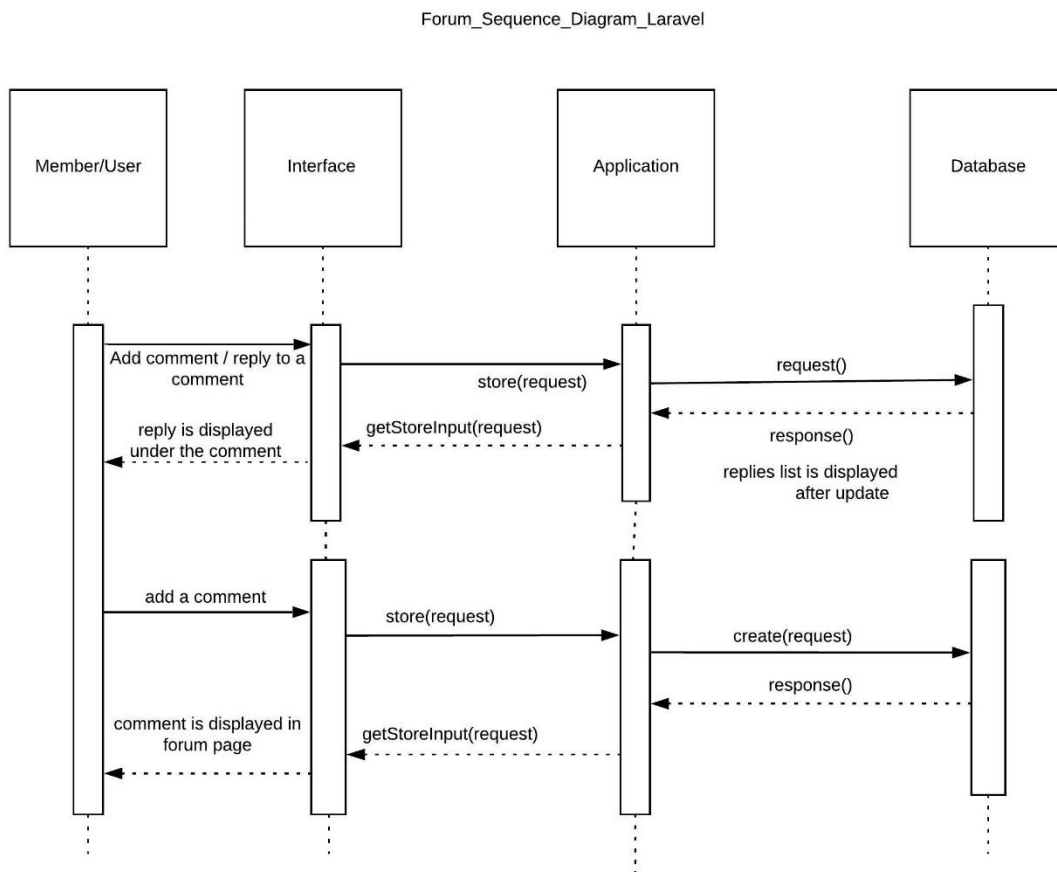 Forum_Sequence_Diagram_Laravel
Member/User
Interface
Application
Database
Add comment / reply to a
comment
store(request)
request()
getStoreInput(request)
response()
reply is displayed
under the comment
replies list is displayed
after update
add a comment
store(request)
create(request)
response()
comment is displayed in
forum page
getStoreInput(request)